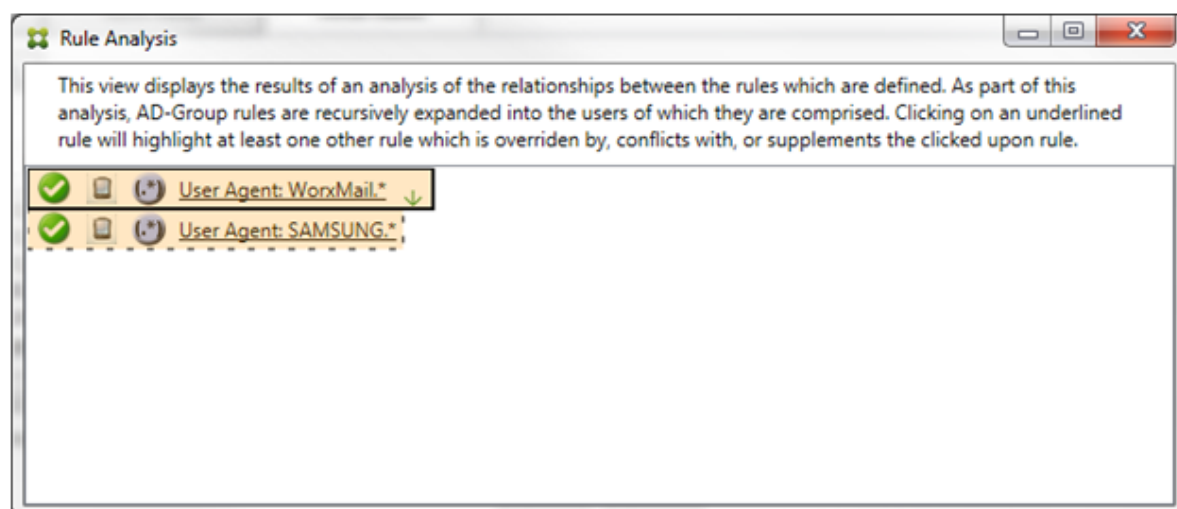 Rule Analysis
This view displays the results of an analysis of the relationships between the rules which are defined. As part of this
analysis, AD-Group rules are recursively expanded into the users of which they are comprised. Clicking on an underlined
rule will highlight at least one other rule which is overriden by, conflicts with, or supplements the clicked upon rule.
(.*) User Agent: WorxMail.*
(.*) User Agent: SAMSUNG.*